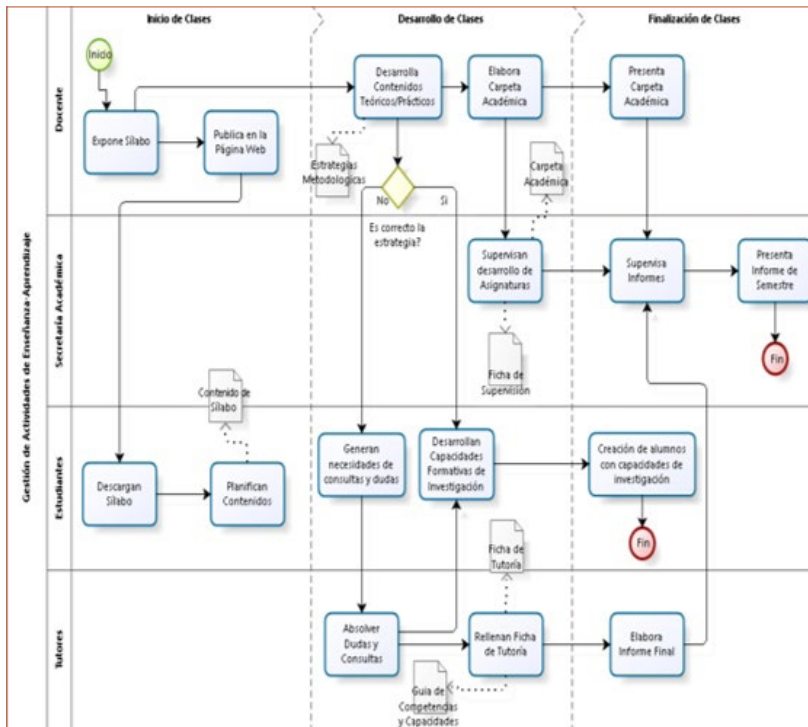 Inicio de Clases
Desarrollo de Clases
Finalización de Clases
Gestión de Actividades de Enseñanza-Aprendizaje
Docente
Inicio
Expone Sílabo
Publica en la
Página Web
Desarrolla
Contenidos
Teóricos/Prácticos
Elabora
Carpeta
Académica
Presenta
Carpeta
Académica
Estrategias
Metodologicas
Carpeta
Académica
No
Si
Es correcto la
estrategia?
Secretaría Académica
Supervisan
desarrollo de
Asignaturas
Supervisa
Informes
Presenta
Informe de
Semestre
Ficha de
Supervisión
Fin
Estudiantes
Contenido de
Sílabo
Descargan
Sílabo
Planifican
Contenidos
Generan
necesidades de
consultas y dudas
Desarrollan
Capacidades
Formativas de
Investigación
Creación de alumnos
con capacidades de
investigación
Fin
Ficha de
Tutoría
Tutores
Absolver
Dudas y
Consultas
Rellenan Ficha
de Tutoría
Elabora
Informe Final
Guia de
Competencias
y Capacidades